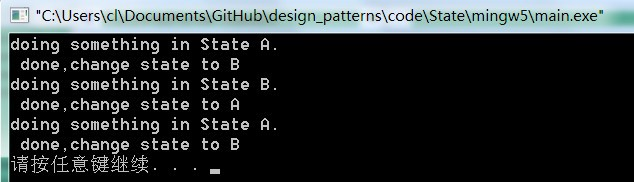 "C:\Users\cl\Documents\GitHub\design_patterns\code\State\mingw5\main.exe"
doing something in State A.
 done,change state to B
doing something in State B.
 done,change state to A
doing something in State A.
 done,change state to B
请按任意键继续. . .